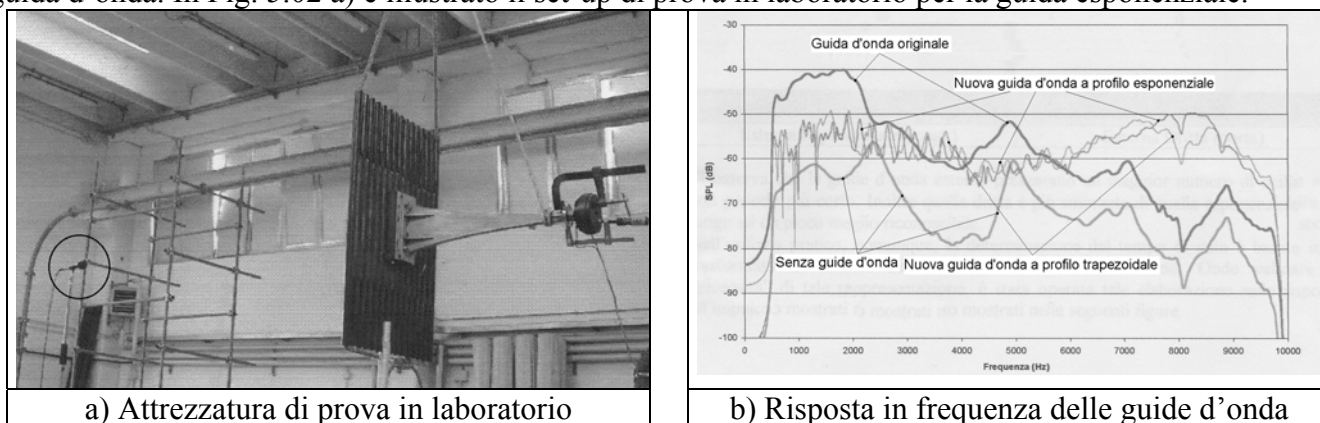 guida d'onda. In Fig. 3.02 a) è illustrato il set-up di prova in laboratorio per la guida esponenziale.
a) Attrezzatura di prova in laboratorio
-30
-40
-50
-60
-70
-80
-90
-100
SPL (dB)
Guida d'onda originale
Nuova guida d'onda a profilo esponenziale
Senza guide d'onda
Nuova guida d'onda a profilo trapezoidale
0
1000
2000
3000
4000
5000
6000
7000
8000
9000
10000
Frequenza (Hz)
b) Risposta in frequenza delle guide d'onda